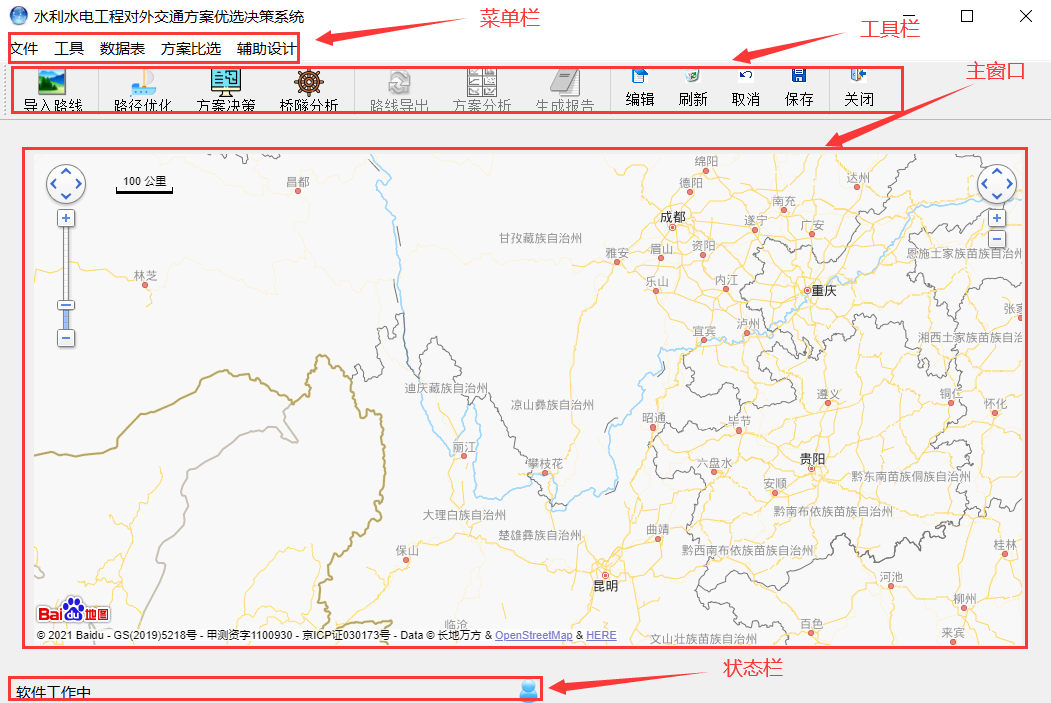 水利水电工程对外交通方案优选决策系统
菜单栏
工具栏
文件 工具 数据表 方案比选 辅助设计
主窗口
导入路线 路径优化 方案决策 桥隧分析 路线导出 方案分析 生成报告 编辑 刷新 取消 保存 关闭
100 公里
昌都
绵阳
达州
德阳
南充
成都
遂宁
广安
甘孜藏族自治州
雅安
眉山
资阳
恩施土家族苗族自治州
林芝
乐山
内江
重庆
张家
宜宾
泸州
湘西土家族苗族自治
迪庆藏族自治州
凉山彝族自治州
遵义
铜仁
怀化
昭通
毕节
丽江
攀枝花
六盘水
贵阳
安顺
黔东南苗族侗族自治州
大理白族自治州
黔南布依族苗族自治州
楚雄彝族自治州
曲靖
保山
黔西南布依族苗族自治州
桂林
昆明
河池
柳州
Bai du 地图
临沧
百色
来宾
© 2021 Baidu - GS(2019)5218号 - 甲测资字1100930 - 京ICP证030173号 - Data © 长地万方 & OpenStreetMap & HERE
文山壮族苗族自治州
状态栏
软件工作中